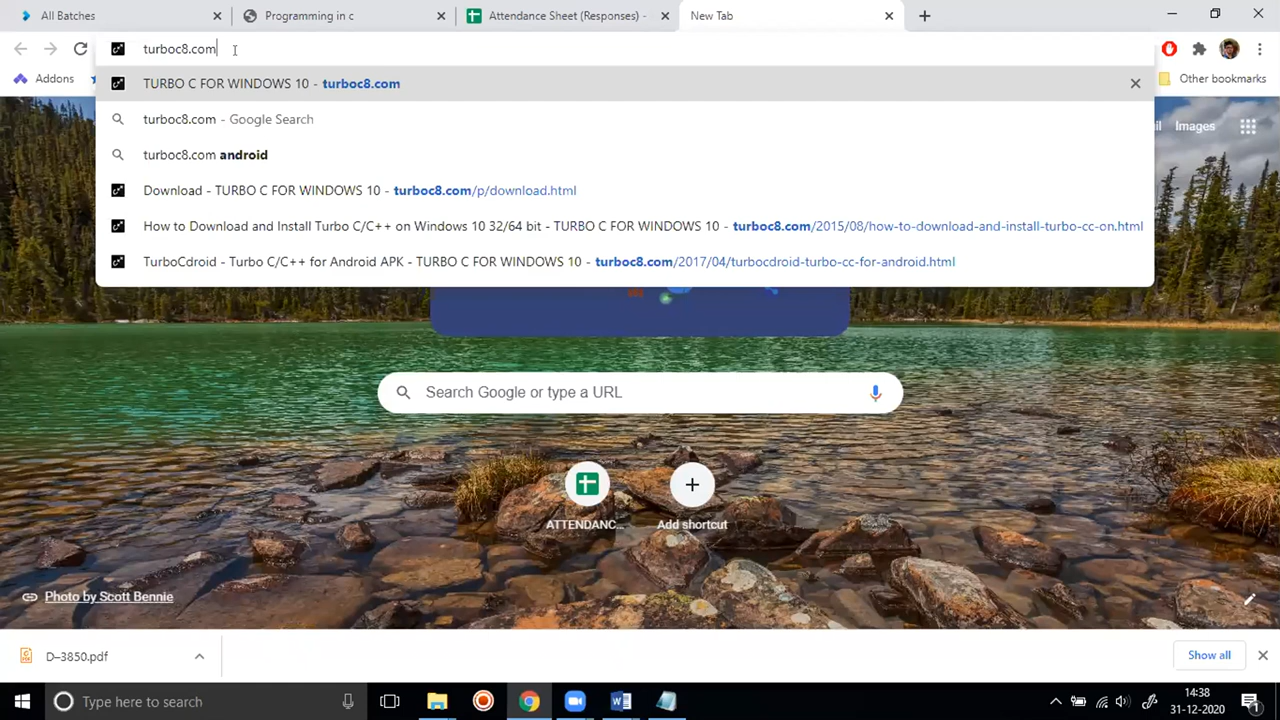 All Batches
Programming in c
Attendance Sheet (Responses) -
New Tab
turboc8.com
Addons
Other bookmarks
TURBO C FOR WINDOWS 10 - turboc8.com
turboc8.com - Google Search
Images
turboc8.com android
Download - TURBO C FOR WINDOWS 10 - turboc8.com/p/download.html
How to Download and Install Turbo C/C++ on Windows 10 32/64 bit - TURBO C FOR WINDOWS 10 - turboc8.com/2015/08/how-to-download-and-install-turbo-cc-on.html
TurboCdroid - Turbo C/C++ for Android APK - TURBO C FOR WINDOWS 10 - turboc8.com/2017/04/turbocdroid-turbo-cc-for-android.html
Search Google or type a URL
ATTENDANC...
Add shortcut
Photo by Scott Bennie
D–3850.pdf
Show all
Type here to search
14:38
31-12-2020
1